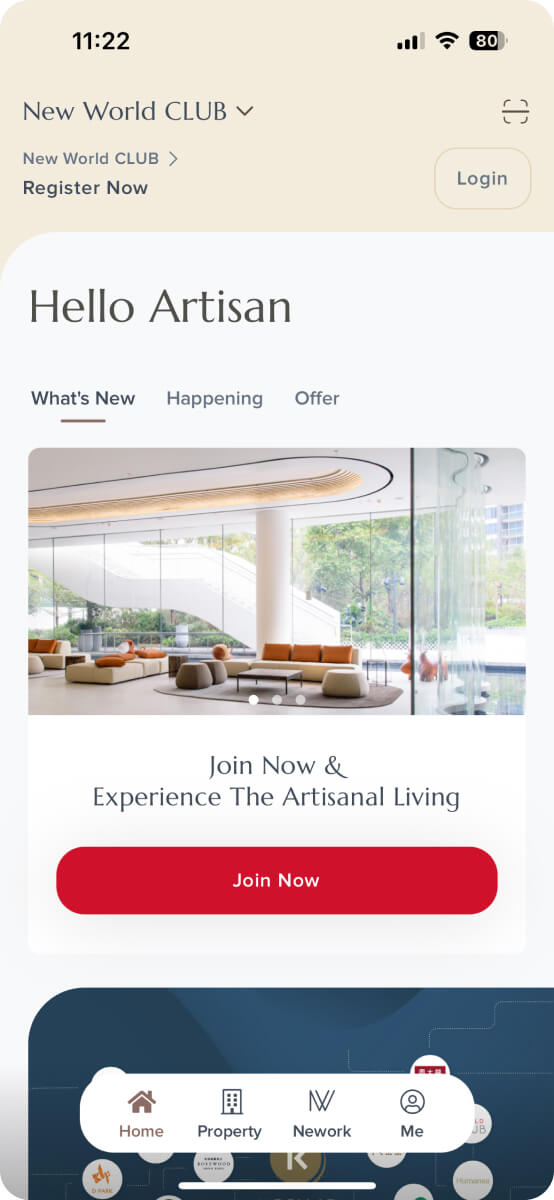 11:22
80
New World CLUB
New World CLUB
Register Now
Login
Hello Artisan
What's New
Happening
Offer
Join Now &
Experience The Artisanal Living
Join Now
Home
Property
Nework
Me
ROSEWOOD
K
D·PARK
Humansa